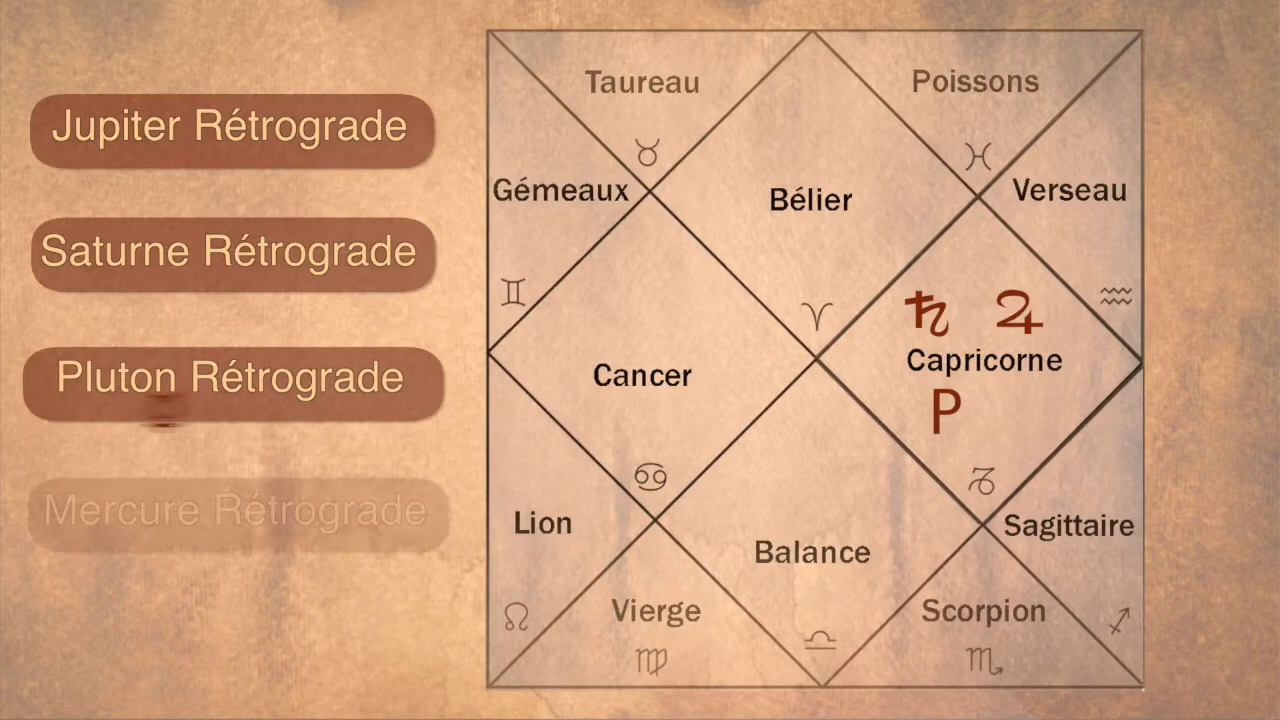 Jupiter Rétrograde
Saturne Rétrograde
Pluton Rétrograde
Mercure Rétrograde
Taureau
Poissons
♉
♓
Gémeaux
Bélier
Verseau
♊
♈
♒
♄ ♃
Capricorne
P
Cancer
♋
♑
Lion
Balance
Sagittaire
Vierge
Scorpion
♌
♍
♎
♏
♐